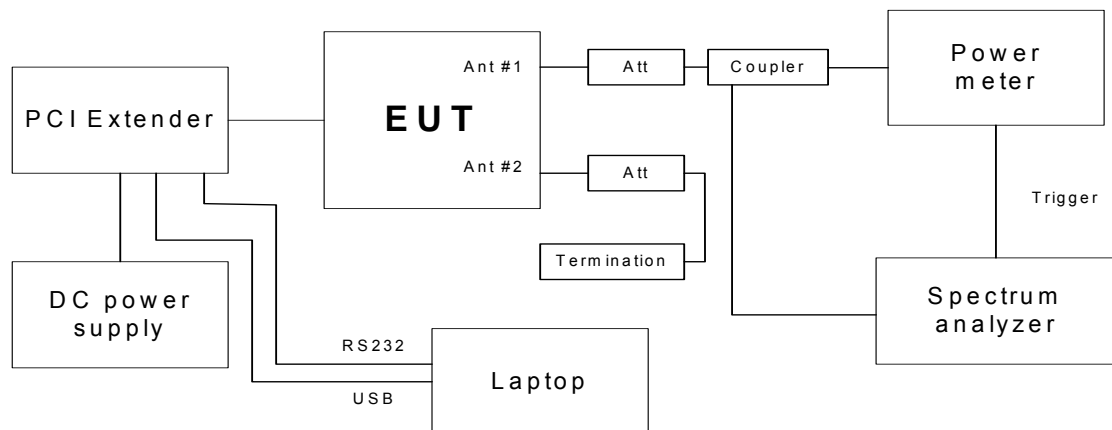 Ant #1
Att
Coupler
Power
meter
PCI Extender
EUT
Ant #2
Att
Trigger
Termination
DC power
supply
Spectrum
analyzer
RS232
Laptop
USB